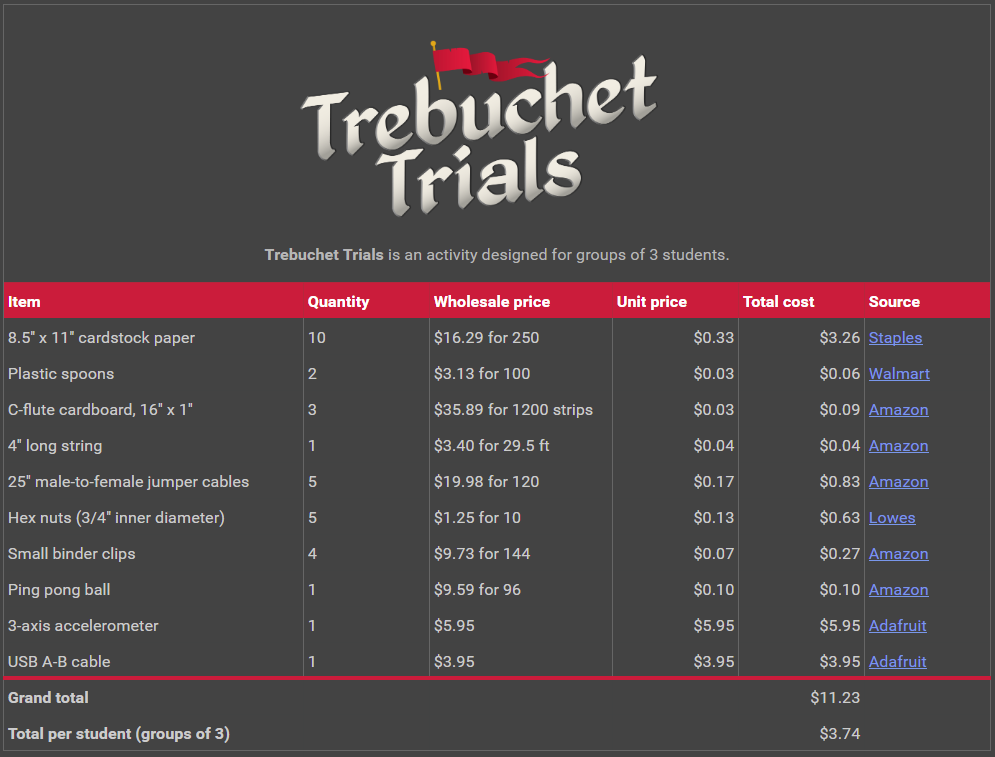 Trebuchet
Trials
Trebuchet Trials is an activity designed for groups of 3 students.
Item Quantity Wholesale price Unit price Total cost Source
8.5" x 11" cardstock paper 10 $16.29 for 250 $0.33 $3.26 Staples
Plastic spoons 2 $3.13 for 100 $0.03 $0.06 Walmart
C-flute cardboard, 16" x 1" 3 $35.89 for 1200 strips $0.03 $0.09 Amazon
4" long string 1 $3.40 for 29.5 ft $0.04 $0.04 Amazon
25" male-to-female jumper cables 5 $19.98 for 120 $0.17 $0.83 Amazon
Hex nuts (3/4" inner diameter) 5 $1.25 for 10 $0.13 $0.63 Lowes
Small binder clips 4 $9.73 for 144 $0.07 $0.27 Amazon
Ping pong ball 1 $9.59 for 96 $0.10 $0.10 Amazon
3-axis accelerometer 1 $5.95 $5.95 $5.95 Adafruit
USB A-B cable 1 $3.95 $3.95 $3.95 Adafruit
Grand total $11.23
Total per student (groups of 3) $3.74